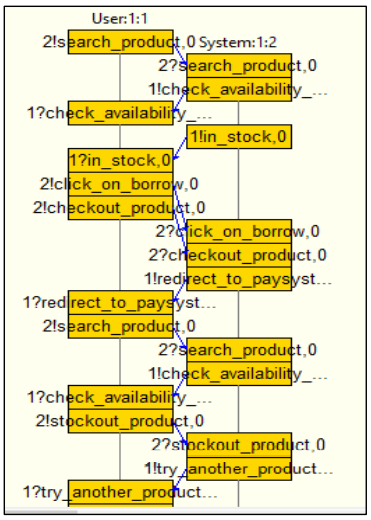 User:1:1
2!search_product,0 System:1:2
2?search_product,0
1!check_availability_...
1?check_availability_...
1!in_stock,0
1?in_stock,0
2!click_on_borrow,0
2!checkout_product,0
2?click_on_borrow,0
2?checkout_product,0
1!redirect_to_paysyst...
1?redirect_to_paysyst...
2!search_product,0
2?search_product,0
1!check_availability_...
1?check_availability_...
2!stockout_product,0
2?stockout_product,0
1!try_another_product...
1?try_another_product...